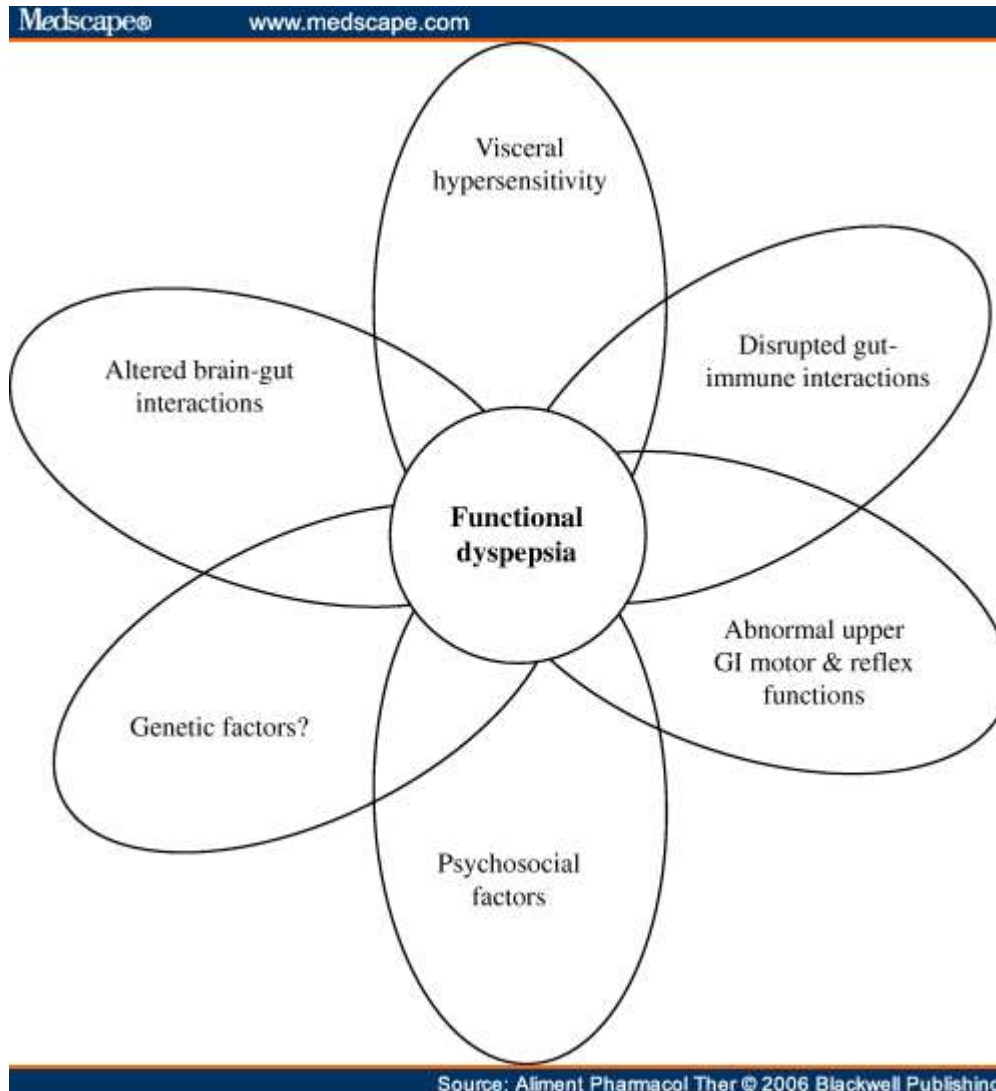 Medscape® www.medscape.com
Visceral
hypersensitivity
Disrupted gut-
immune interactions
Altered brain-gut
interactions
Functional
dyspepsia
Abnormal upper
GI motor & reflex
functions
Genetic factors?
Psychosocial
factors
Source: Aliment Pharmacol Ther © 2006 Blackwell Publishing